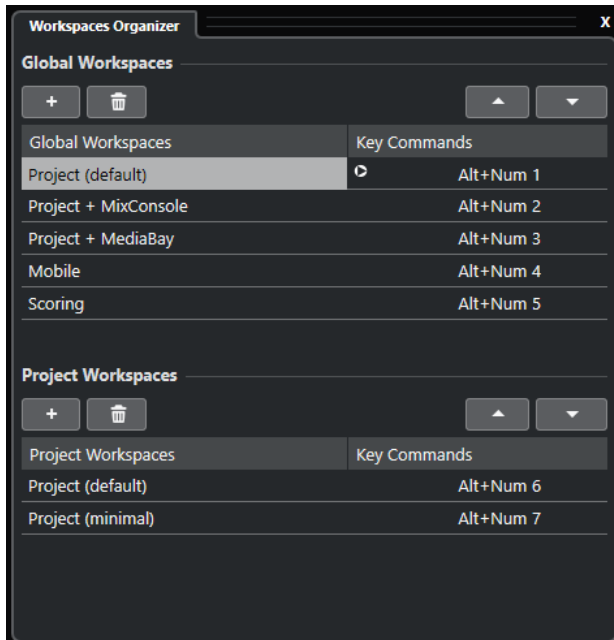 Workspaces Organizer
X
Global Workspaces
+
Global Workspaces Key Commands
Project (default) Alt+Num 1
Project + MixConsole Alt+Num 2
Project + MediaBay Alt+Num 3
Mobile Alt+Num 4
Scoring Alt+Num 5
Project Workspaces
+
Project Workspaces Key Commands
Project (default) Alt+Num 6
Project (minimal) Alt+Num 7